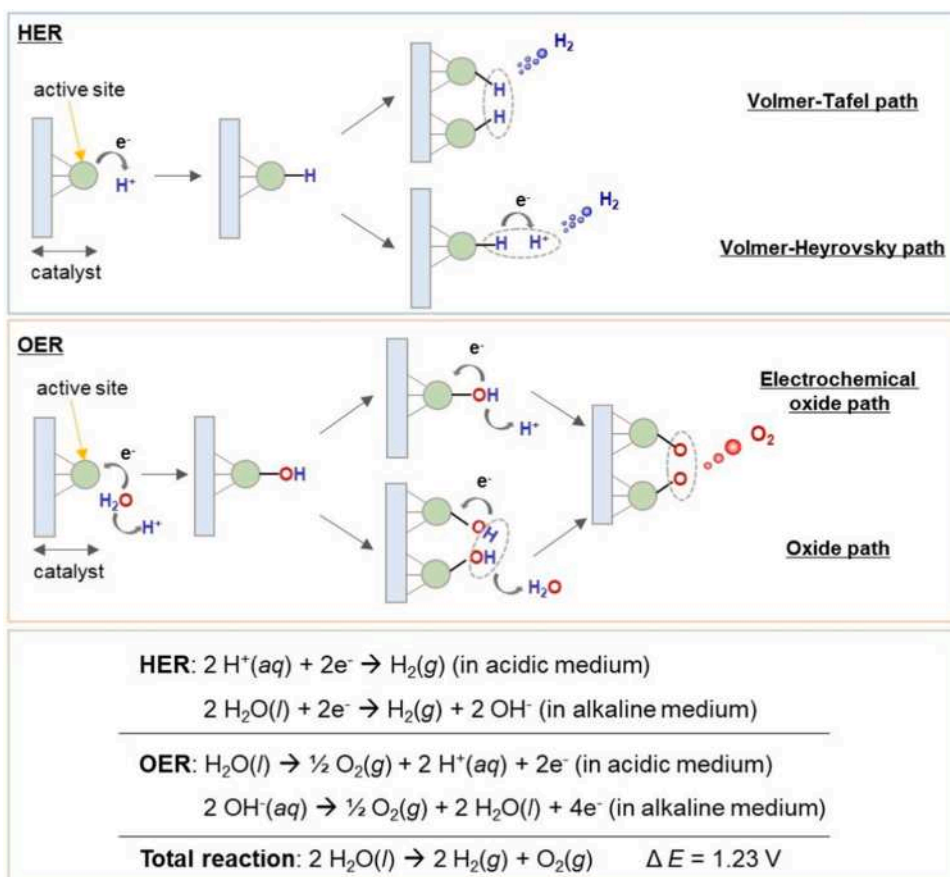 HER
active site
e⁻
H⁺
catalyst
H
H
H
H₂
Volmer-Tafel path
e⁻
H H⁺
H₂
Volmer-Heyrovsky path
OER
active site
e⁻
H₂O
H⁺
catalyst
OH
e⁻
OH
H⁺
e⁻
OH
OH
H₂O
O
O
O₂
Electrochemical
oxide path
Oxide path
HER: 2 H⁺(aq) + 2e⁻ → H₂(g) (in acidic medium)
2 H₂O(l) + 2e⁻ → H₂(g) + 2 OH⁻ (in alkaline medium)
OER: H₂O(l) → ½ O₂(g) + 2 H⁺(aq) + 2e⁻ (in acidic medium)
2 OH⁻(aq) → ½ O₂(g) + 2 H₂O(l) + 4e⁻ (in alkaline medium)
Total reaction: 2 H₂O(l) → 2 H₂(g) + O₂(g) Δ E = 1.23 V